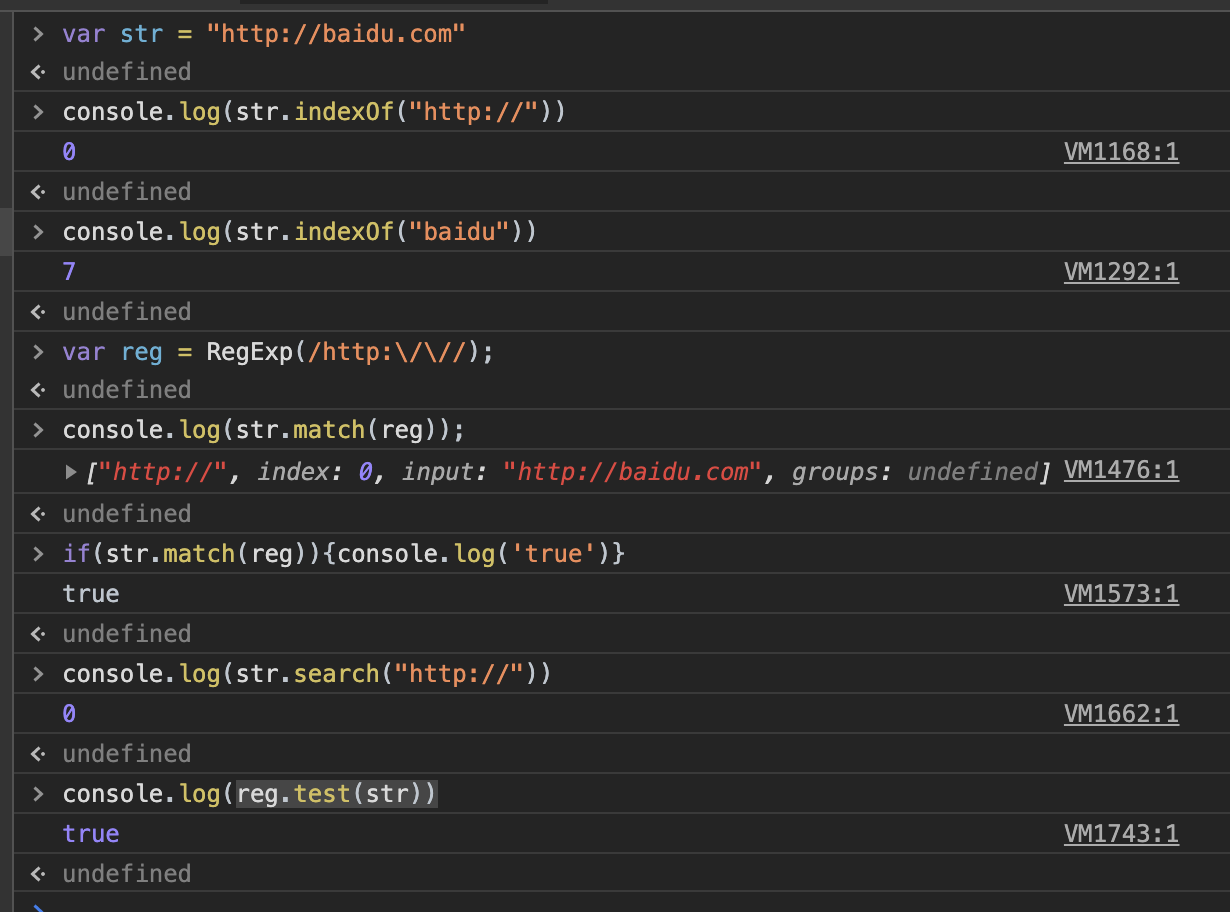 > var str = "http://baidu.com"
<· undefined
> console.log(str.indexOf("http://"))
0 VM1168:1
<· undefined
> console.log(str.indexOf("baidu"))
7 VM1292:1
<· undefined
> var reg = RegExp(/http:\/\//);
<· undefined
> console.log(str.match(reg));
▶ ["http://", index: 0, input: "http://baidu.com", groups: undefined] VM1476:1
<· undefined
> if(str.match(reg)){console.log('true')}
true VM1573:1
<· undefined
> console.log(str.search("http://"))
0 VM1662:1
<· undefined
> console.log(reg.test(str))
true VM1743:1
<· undefined